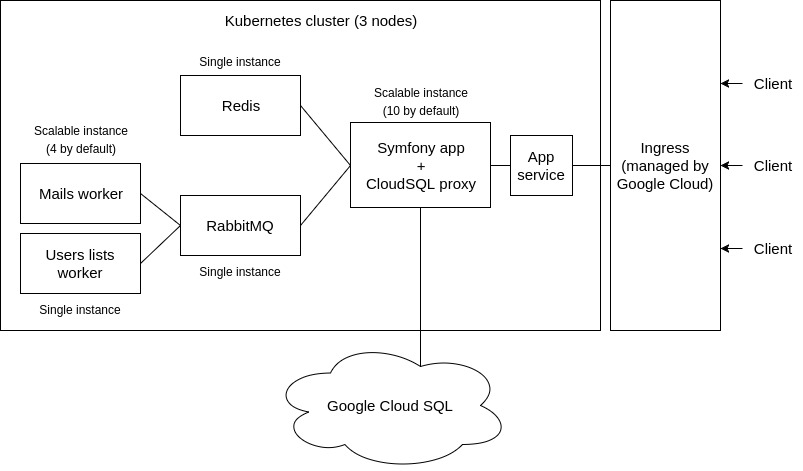 Kubernetes cluster (3 nodes)
Single instance
Redis
Scalable instance
(10 by default)
Symfony app
+
CloudSQL proxy
App
service
Ingress
(managed by
Google Cloud)
Client
Client
Client
Scalable instance
(4 by default)
Mails worker
Users lists
worker
Single instance
RabbitMQ
Single instance
Google Cloud SQL